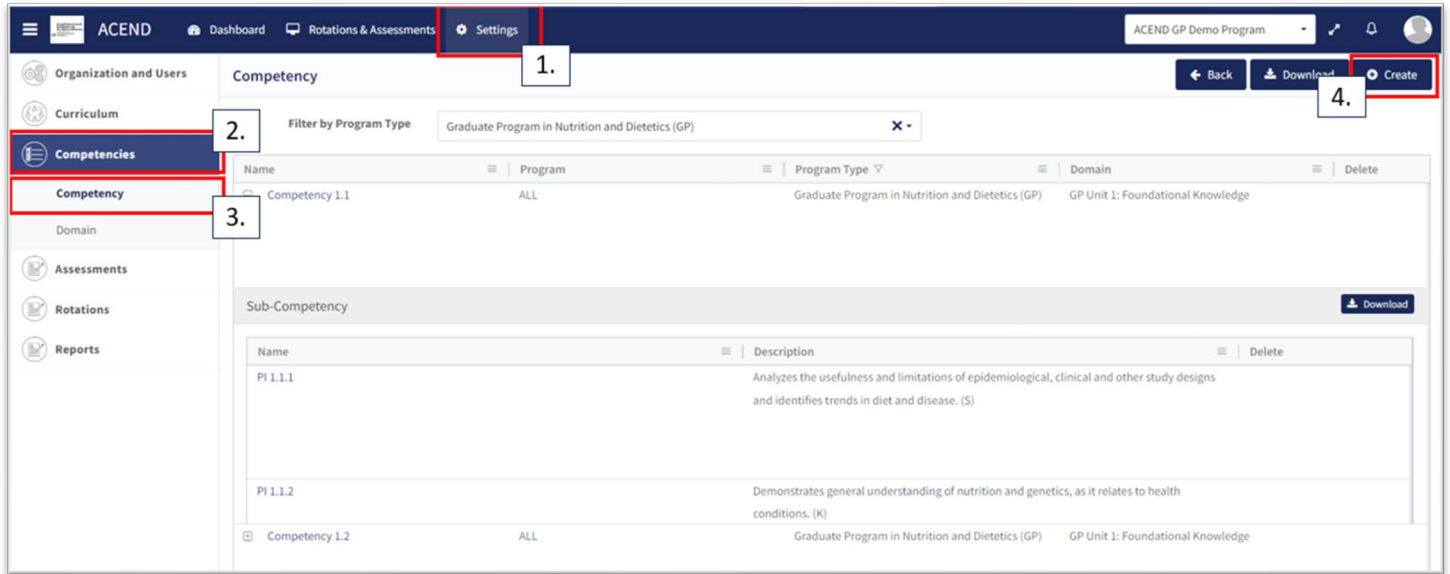 ACEND
Dashboard
Rotations & Assessments
Settings
ACEND GP Demo Program
1.
Organization and Users
Curriculum
2.
Competencies
Competency
3.
Domain
Assessments
Rotations
Reports
Competency
Back
Download
Create
4.
Filter by Program Type
Graduate Program in Nutrition and Dietetics (GP)
Name Program Program Type Domain Delete
Competency 1.1 ALL Graduate Program in Nutrition and Dietetics (GP) GP Unit 1: Foundational Knowledge
Sub-Competency
Download
Name Description Delete
PI 1.1.1 Analyzes the usefulness and limitations of epidemiological, clinical and other study designs
and identifies trends in diet and disease. (S)
PI 1.1.2 Demonstrates general understanding of nutrition and genetics, as it relates to health
conditions. (K)
Competency 1.2 ALL Graduate Program in Nutrition and Dietetics (GP) GP Unit 1: Foundational Knowledge